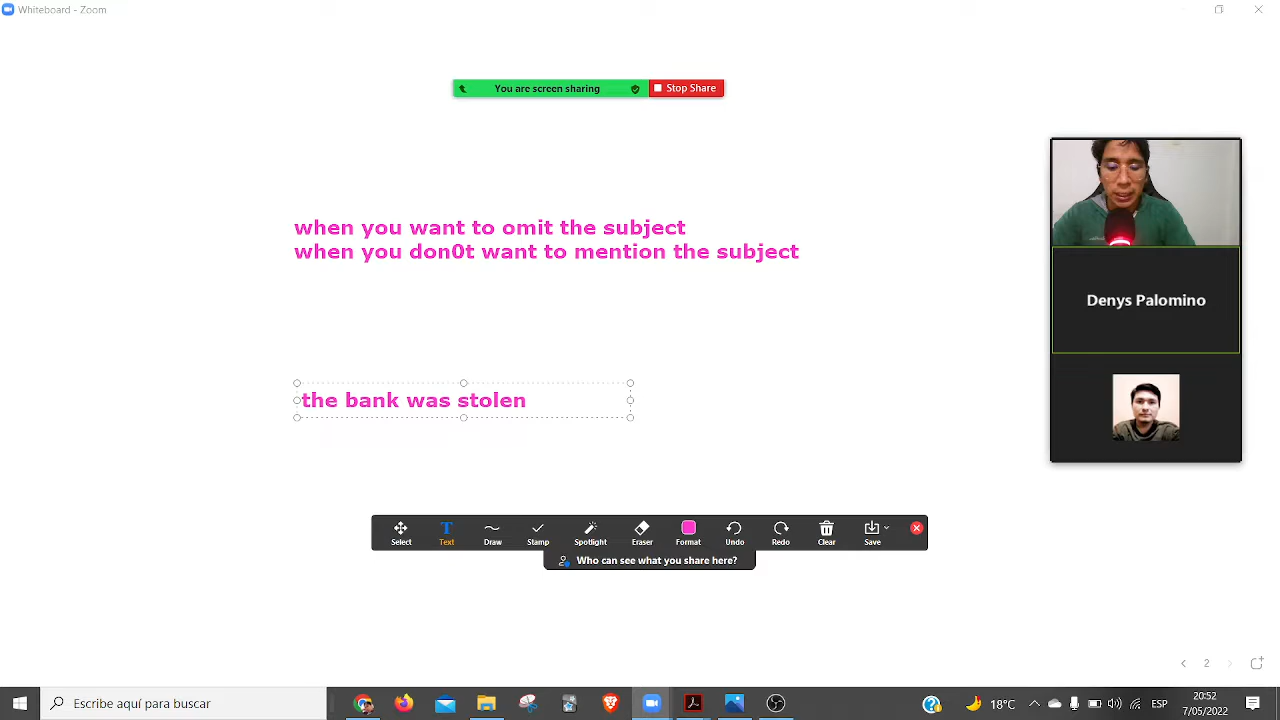 Whiteboard - Zoom
You are screen sharing
Stop Share
when you want to omit the subject
when you don0t want to mention the subject
Denys Palomino
the bank was stolen
Select
Text
Draw
Stamp
Spotlight
Eraser
Format
Undo
Redo
Clear
Save
Who can see what you share here?
2
Escribe aquí para buscar
18°C
ESP
20:52
7/05/2022